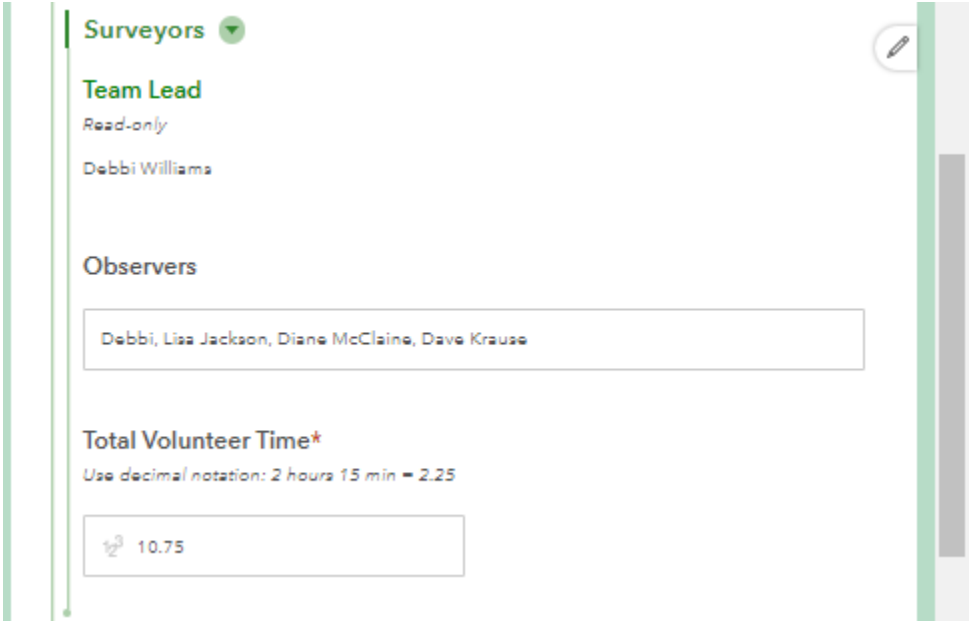 Surveyors
Team Lead
Read-only
Debbi Williams
Observers
Debbi, Lisa Jackson, Diane McClaine, Dave Krause
Total Volunteer Time*
Use decimal notation: 2 hours 15 min = 2.25
123 10.75